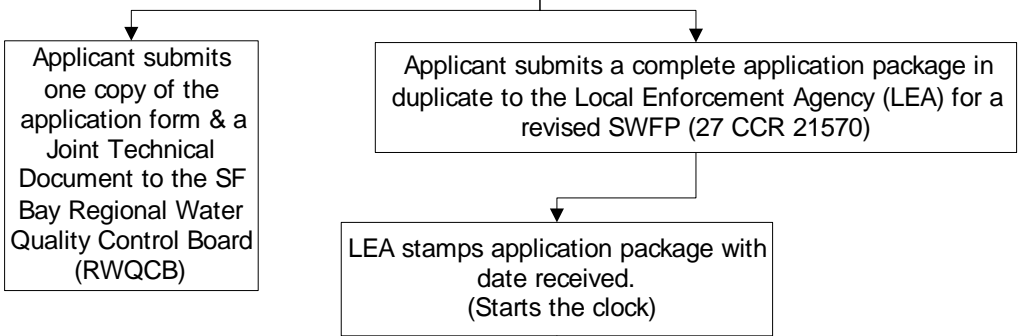 Applicant submits
one copy of the
application form & a
Joint Technical
Document to the SF
Bay Regional Water
Quality Control Board
(RWQCB)
Applicant submits a complete application package in
duplicate to the Local Enforcement Agency (LEA) for a
revised SWFP (27 CCR 21570)
LEA stamps application package with
date received.
(Starts the clock)